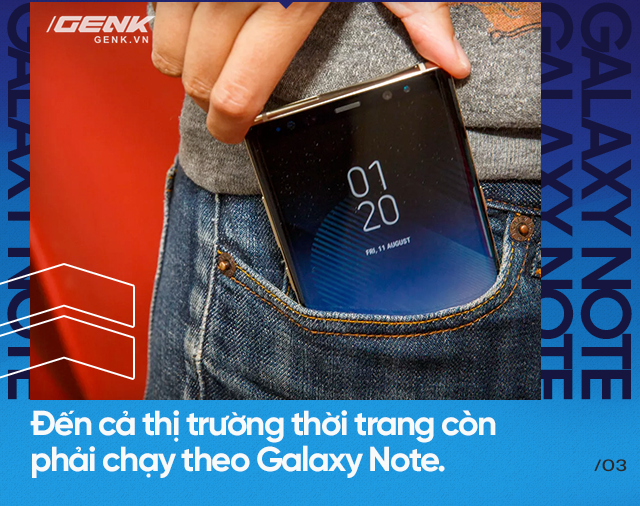 /GENK
GENK.VN
GALAXY NOTE
GALAXY NOTE
GALAXY NOTE
01
20
FRI, 11 AUGUST
Đến cả thị trường thời trang còn
phải chạy theo Galaxy Note.
/03